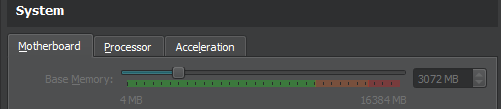 System
Motherboard Processor Acceleration
Base Memory: 3072 MB
4 MB 16384 MB